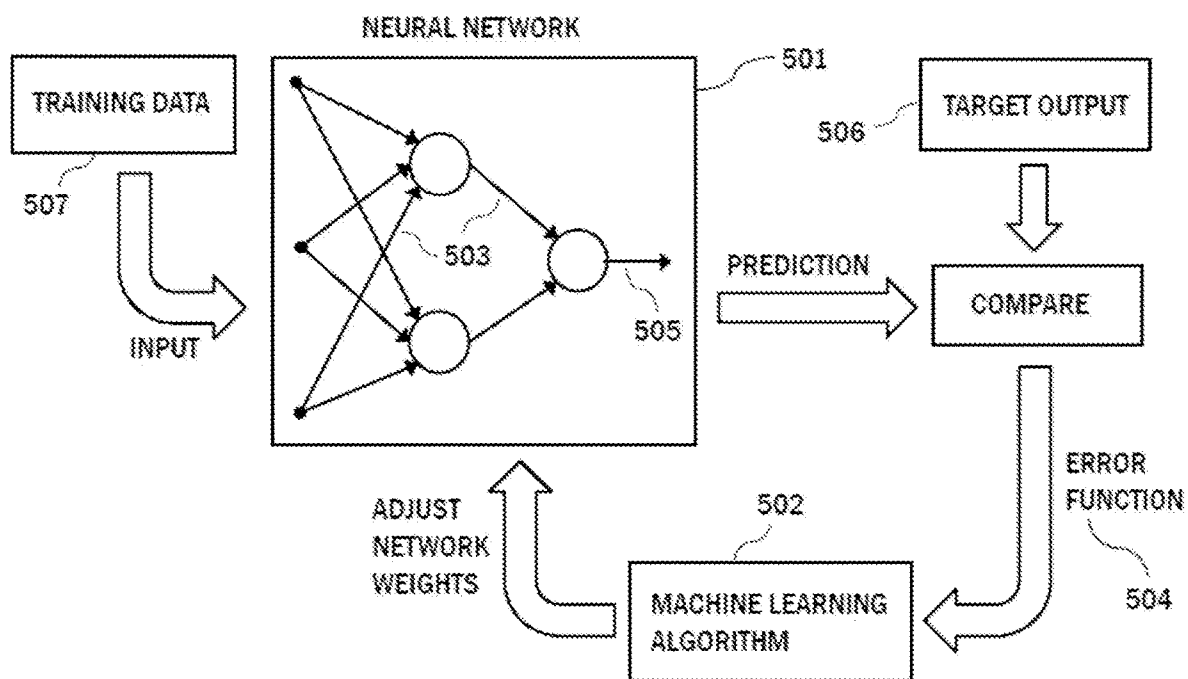 NEURAL NETWORK
501
TRAINING DATA
507
INPUT
503
505
PREDICTION
506
TARGET OUTPUT
COMPARE
ERROR
FUNCTION
504
502
MACHINE LEARNING
ALGORITHM
ADJUST
NETWORK
WEIGHTS